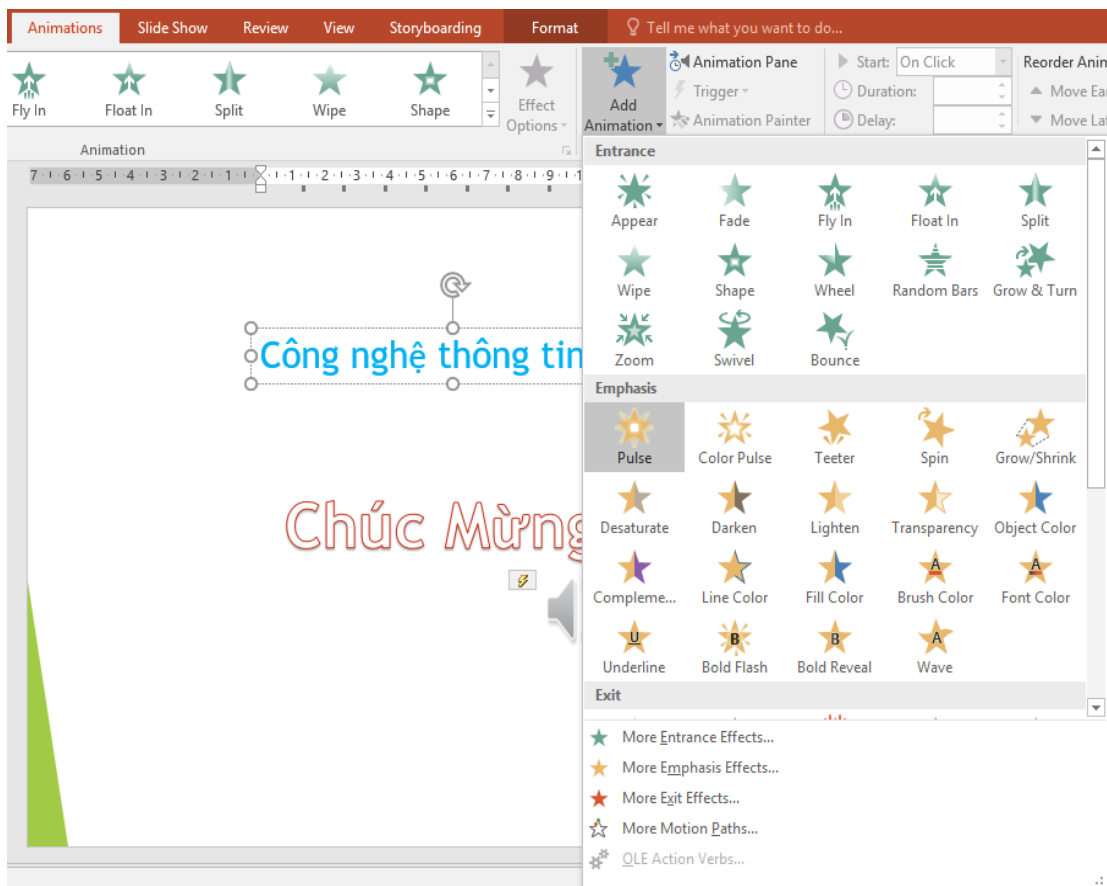 Animations Slide Show Review View Storyboarding Format Tell me what you want to do...
Fly In Float In Split Wipe Shape
Effect Options
Add Animation
Animation Pane
Trigger
Animation Painter
Start: On Click
Duration:
Delay:
Reorder Anim
Move Ear
Move Lat
Animation
7 6 5 4 3 2 1 1 2 3 4 5 6 7 8 9 1
Công nghệ thông tin
Chúc Mừng
Entrance
Appear Fade Fly In Float In Split
Wipe Shape Wheel Random Bars Grow & Turn
Zoom Swivel Bounce
Emphasis
Pulse Color Pulse Teeter Spin Grow/Shrink
Desaturate Darken Lighten Transparency Object Color
Compleme... Line Color Fill Color Brush Color Font Color
Underline Bold Flash Bold Reveal Wave
Exit
More Entrance Effects...
More Emphasis Effects...
More Exit Effects...
More Motion Paths...
OLE Action Verbs...